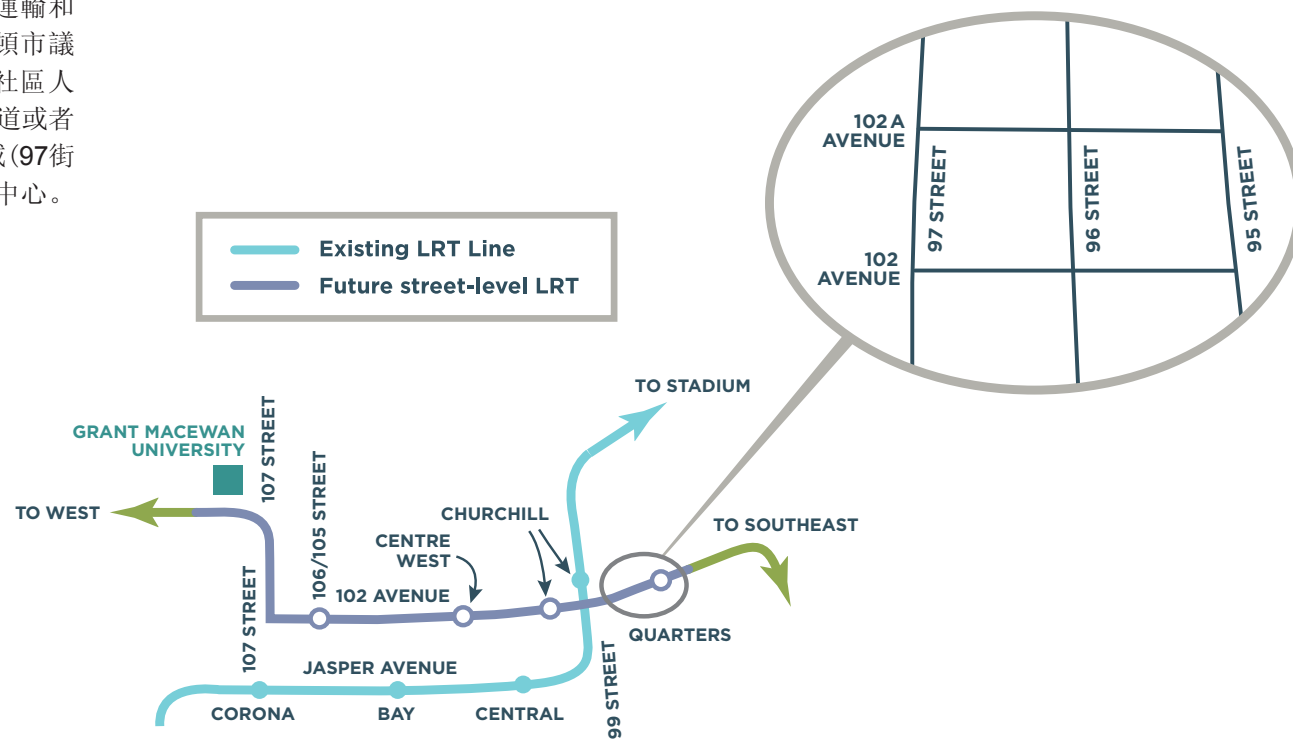 運輸和
頓市議
社區人
道或者
或(97街
中心。
Existing LRT Line
Future street-level LRT
102 A
AVENUE
97 STREET
96 STREET
95 STREET
102
AVENUE
TO STADIUM
GRANT MACEWAN
UNIVERSITY
107 STREET
106/105 STREET
TO WEST
CHURCHILL
CENTRE
WEST
TO SOUTHEAST
102 AVENUE
107 STREET
QUARTERS
JASPER AVENUE
99 STREET
CORONA
BAY
CENTRAL